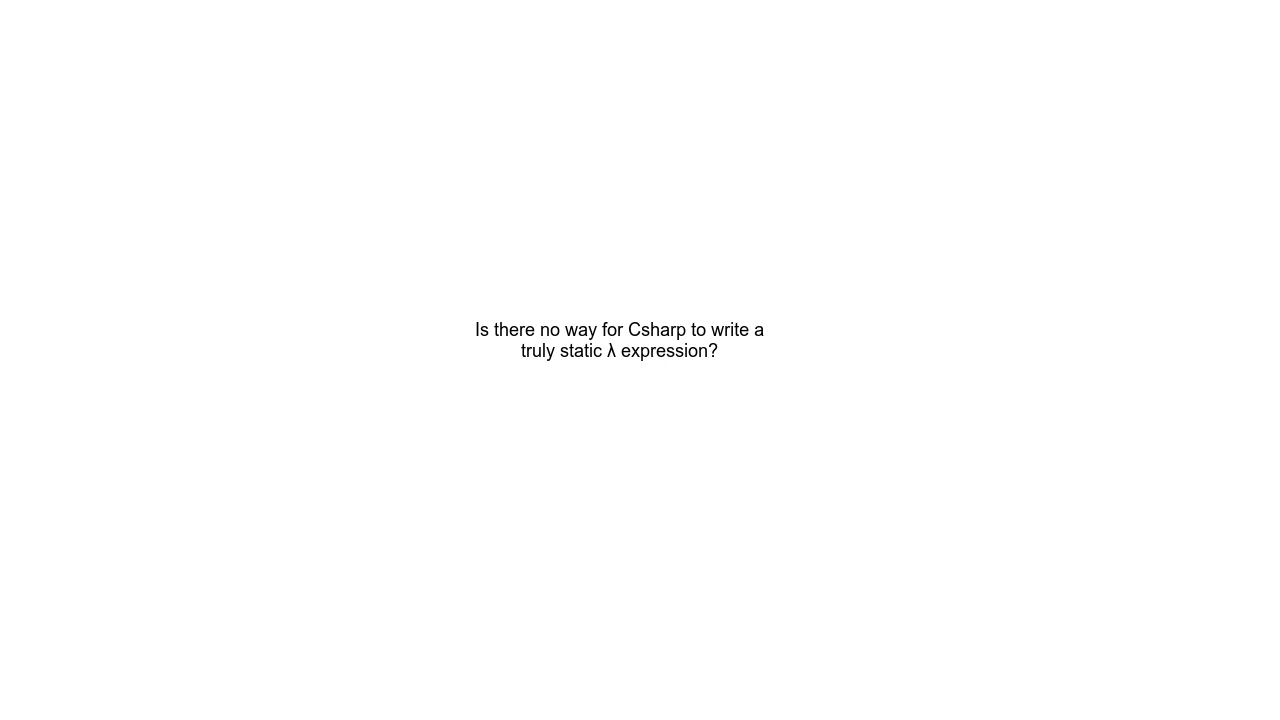 Is there no way for Csharp to write a
truly static λ expression?